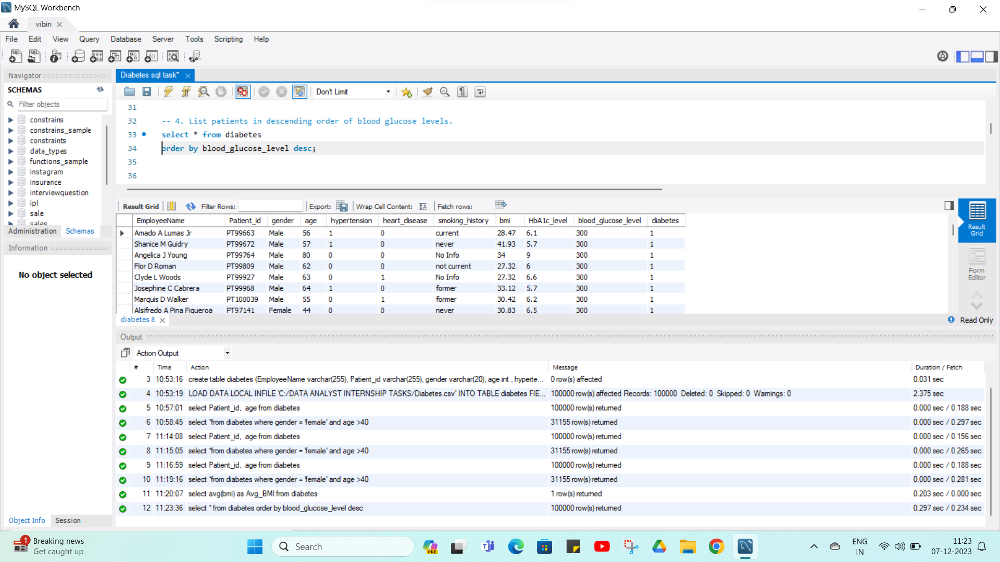 MySQL Workbench
vibin
File Edit View Query Database Server Tools Scripting Help
Navigator
SCHEMAS
Filter objects
constrains
constrains_sample
constraints
data_types
functions_sample
instagram
insurance
interviewquestion
ipl
sale
sales
Administration Schemas
Information
No object selected
Object Info Session
Diabetes sql task*
Don't Limit
31
32 -- 4. List patients in descending order of blood glucose levels.
33 select * from diabetes
34 order by blood_glucose_level desc;
35
36
Result Grid Filter Rows: Export: Wrap Cell Content: Fetch rows:
EmployeeName Patient_id gender age hypertension heart_disease smoking_history bmi HbA1c_level blood_glucose_level diabetes
Amado A Lumas Jr PT99663 Male 56 1 0 current 28.47 6.1 300 1
Shanice M Guidry PT99672 Male 57 1 0 never 41.93 5.7 300 1
Angelica J Young PT99764 Male 80 0 0 No Info 34 9 300 1
Flor D Roman PT99809 Male 62 0 0 not current 27.32 6 300 1
Clyde L Woods PT99927 Male 63 0 1 No Info 27.32 6.6 300 1
Josephine C Cabrera PT99968 Male 64 1 0 former 33.12 5.7 300 1
Marquis D Walker PT100039 Male 55 0 1 former 30.42 6.2 300 1
Alsifredo A Pina Figueroa PT97141 Female 44 0 0 never 30.83 6.5 300 1
Result
Grid
Form
Editor
diabetes 8
Read Only
Output
Action Output
# Time Action Message Duration / Fetch
3 10:53:16 create table diabetes (EmployeeName varchar(255), Patient_id varchar(255), gender varchar(20), age int , hyperte... 0 row(s) affected 0.031 sec
4 10:53:19 LOAD DATA LOCAL INFILE 'C:/DATA ANALYST INTERNSHIP TASKS/Diabetes.csv' INTO TABLE diabetes FIE... 100000 row(s) affected Records: 100000 Deleted: 0 Skipped: 0 Warnings: 0 2.375 sec
5 10:57:01 select Patient_id, age from diabetes 100000 row(s) returned 0.000 sec / 0.188 sec
6 10:58:45 select *from diabetes where gender = 'female' and age >40 31155 row(s) returned 0.000 sec / 0.297 sec
7 11:14:08 select Patient_id, age from diabetes 100000 row(s) returned 0.000 sec / 0.156 sec
8 11:15:05 select *from diabetes where gender = 'female' and age >40 31155 row(s) returned 0.000 sec / 0.265 sec
9 11:16:59 select Patient_id, age from diabetes 100000 row(s) returned 0.000 sec / 0.188 sec
10 11:19:16 select *from diabetes where gender = 'female' and age >40 31155 row(s) returned 0.000 sec / 0.281 sec
11 11:20:07 select avg(bmi) as Avg_BMI from diabetes 1 row(s) returned 0.203 sec / 0.000 sec
12 11:23:36 select * from diabetes order by blood_glucose_level desc 100000 row(s) returned 0.297 sec / 0.234 sec
1
Breaking news
Get caught up
Search
PRE
ENG
IN
11:23
07-12-2023